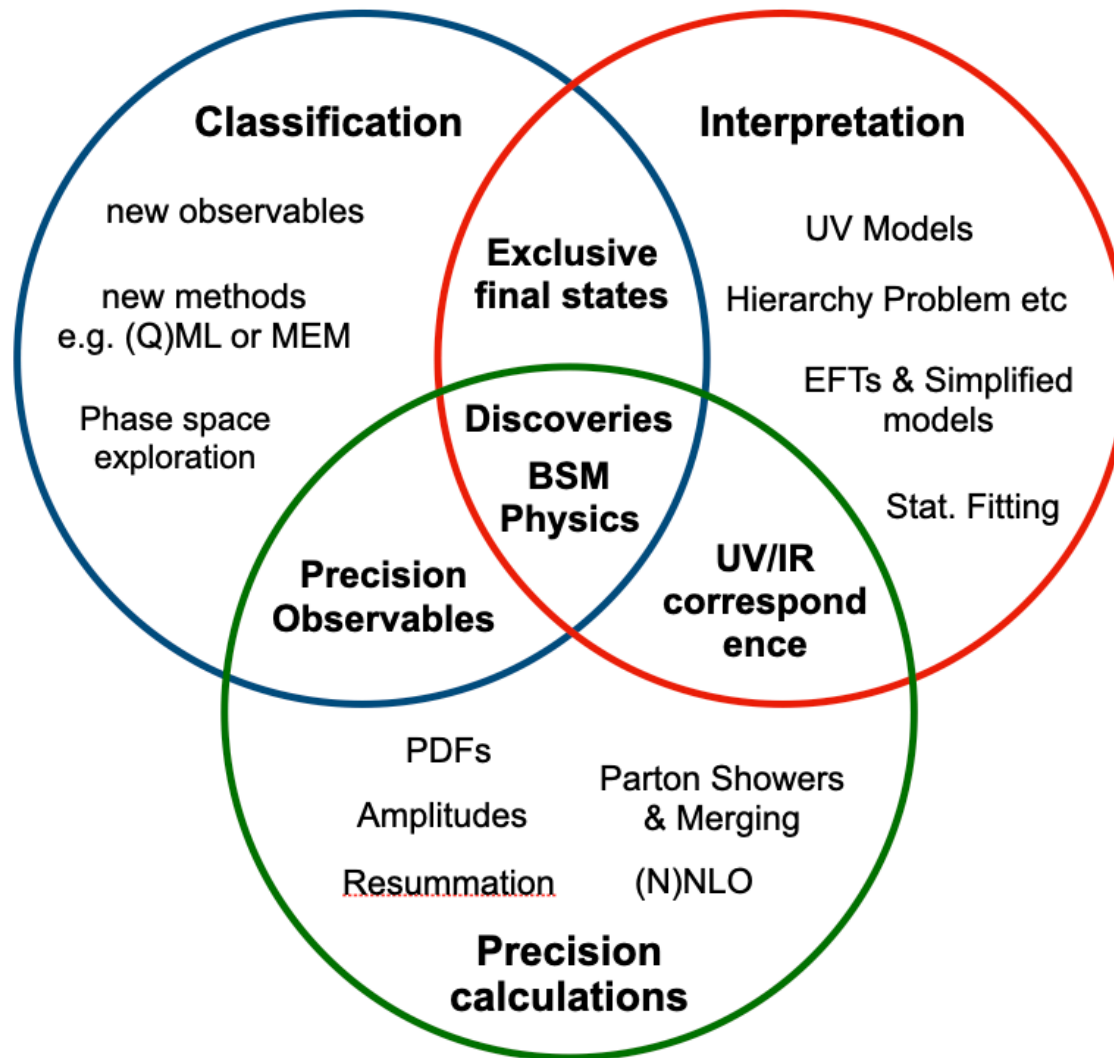 Classification
Interpretation
new observables
UV Models
Exclusive
final states
new methods
e.g. (Q)ML or MEM
Hierarchy Problem etc
EFTs & Simplified
models
Phase space
exploration
Discoveries
BSM
Physics
Stat. Fitting
Precision
Observables
UV/IR
correspond
ence
PDFs
Parton Showers
& Merging
Amplitudes
Resummation
(N)NLO
Precision
calculations